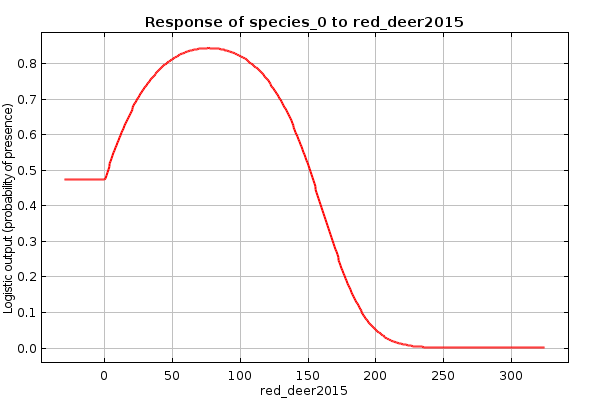 Response of species_0 to red_deer2015
Logistic output (probability of presence)
0.8
0.7
0.6
0.5
0.4
0.3
0.2
0.1
0.0
0 50 100 150 200 250 300
red_deer2015